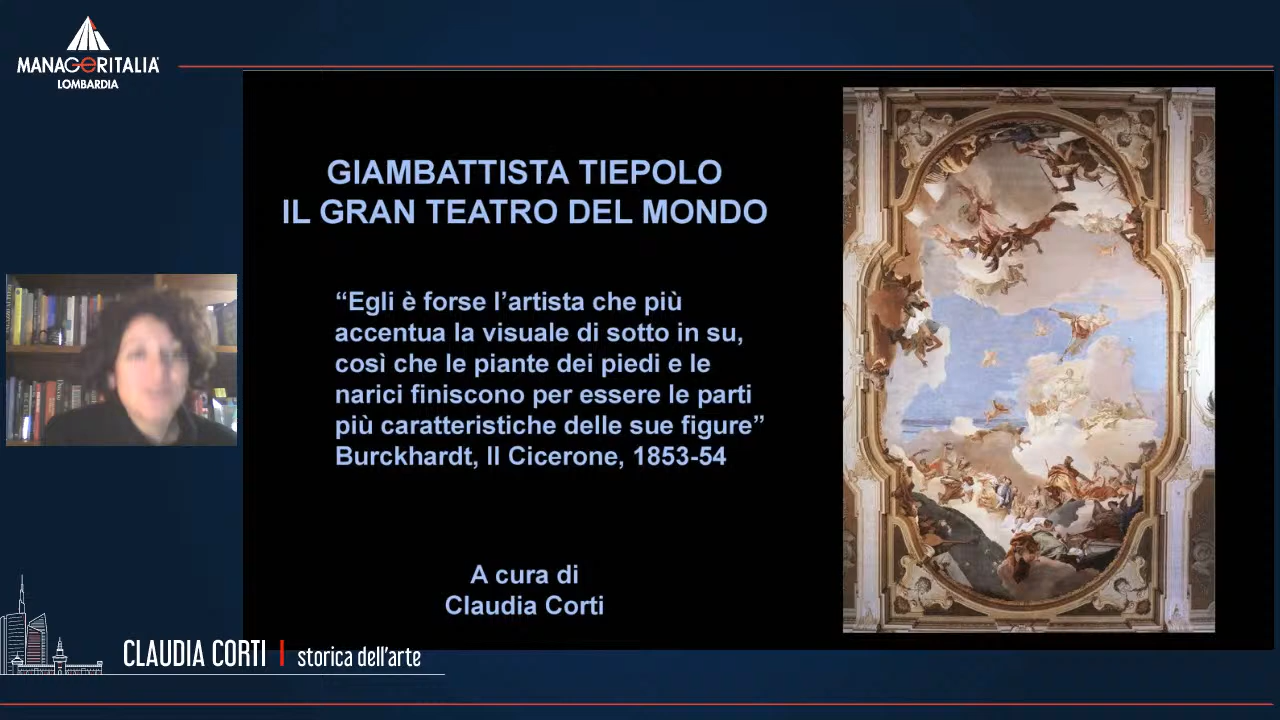 MANAGERITALIA
LOMBARDIA
GIAMBATTISTA TIEPOLO
IL GRAN TEATRO DEL MONDO
“Egli è forse l’artista che più
accentua la visuale di sotto in su,
così che le piante dei piedi e le
narici finiscono per essere le parti
più caratteristiche delle sue figure”
Burckhardt, Il Cicerone, 1853-54
A cura di
Claudia Corti
CLAUDIA CORTI | storica dell’arte